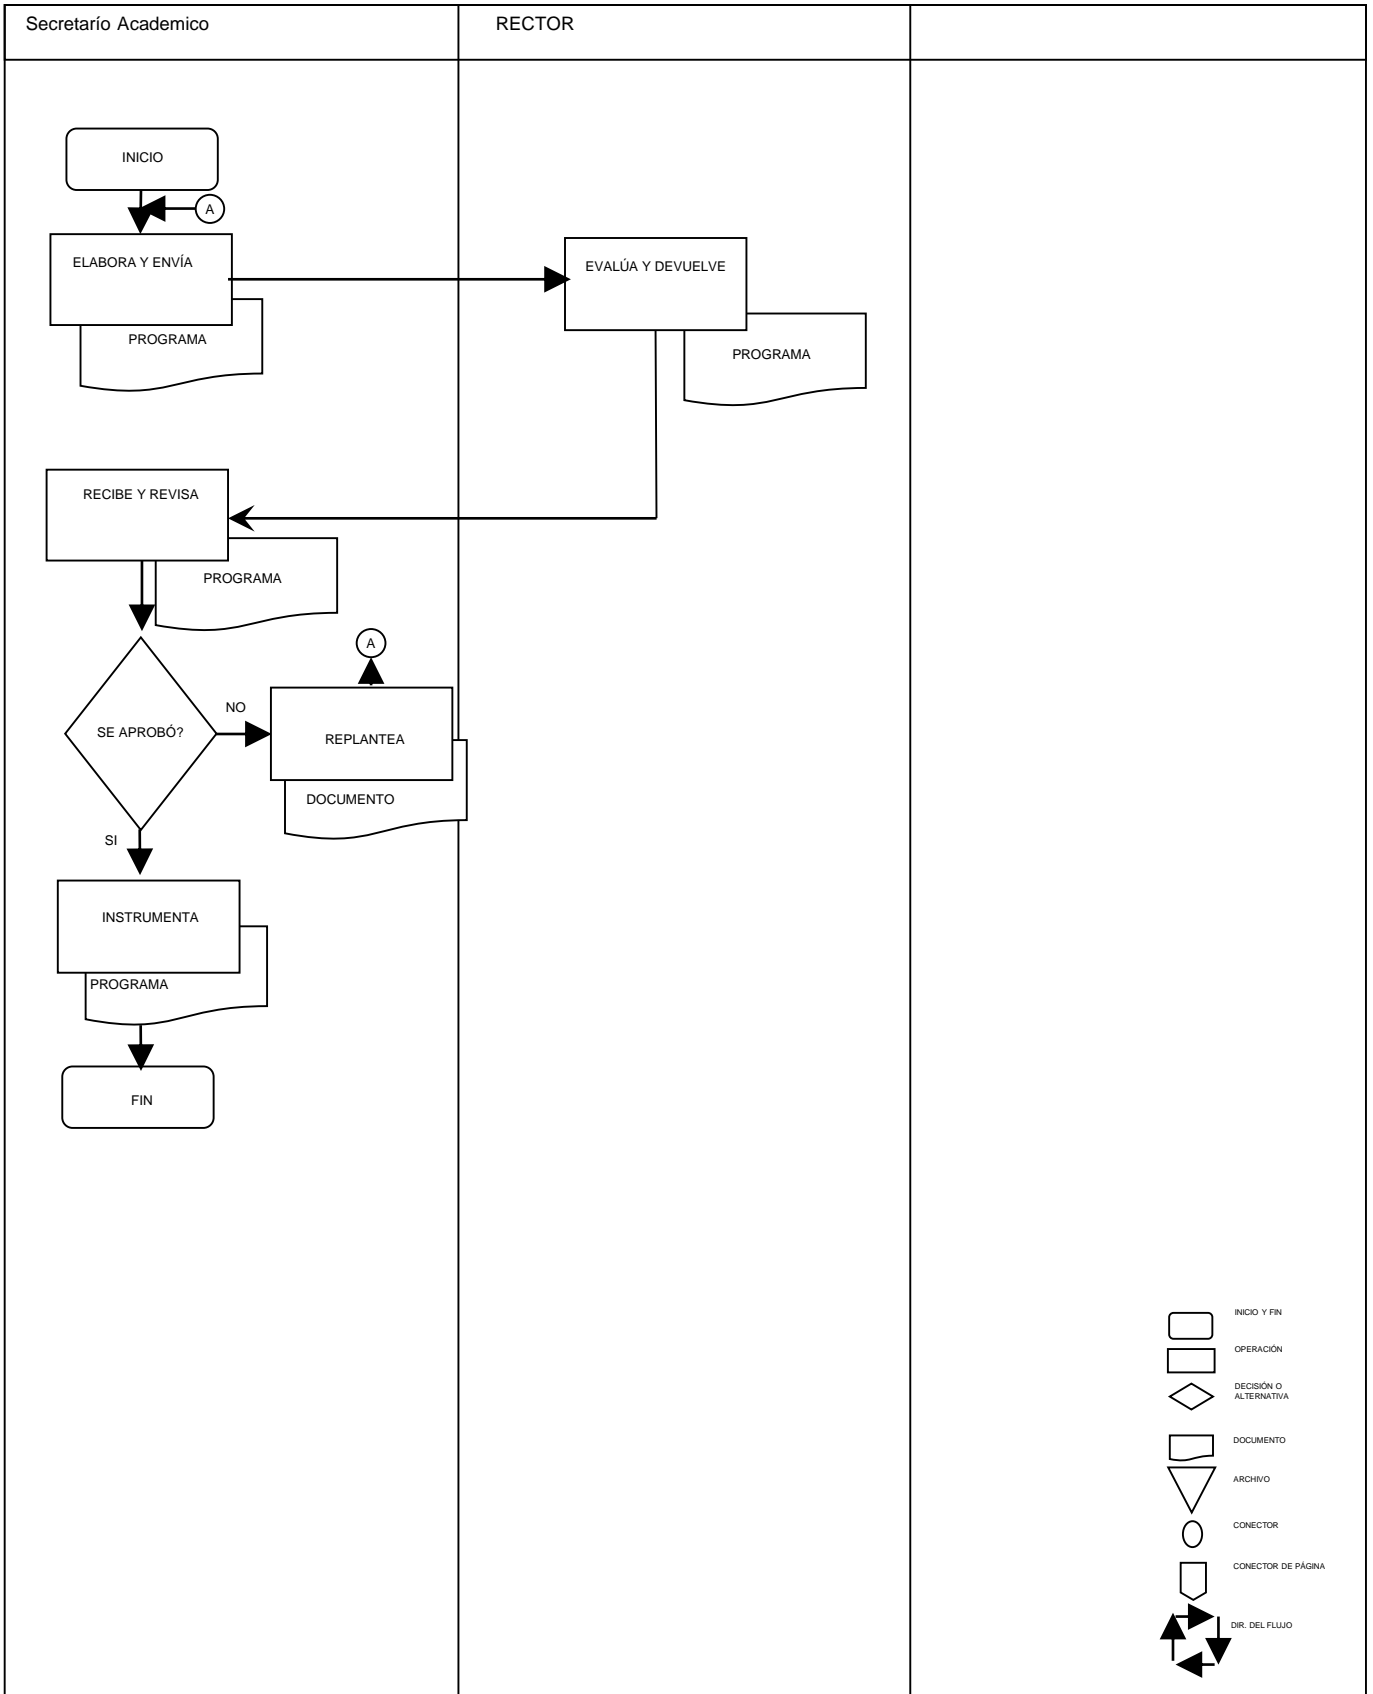 Secretarío Academico
RECTOR
INICIO
A
ELABORA Y ENVÍA
PROGRAMA
EVALÚA Y DEVUELVE
PROGRAMA
RECIBE Y REVISA
PROGRAMA
A
SE APROBÓ?
NO
REPLANTEA
DOCUMENTO
SI
INSTRUMENTA
PROGRAMA
FIN
INICIO Y FIN
OPERACIÓN
DECISIÓN O
ALTERNATIVA
DOCUMENTO
ARCHIVO
CONECTOR
CONECTOR DE PÁGINA
DIR. DEL FLUJO